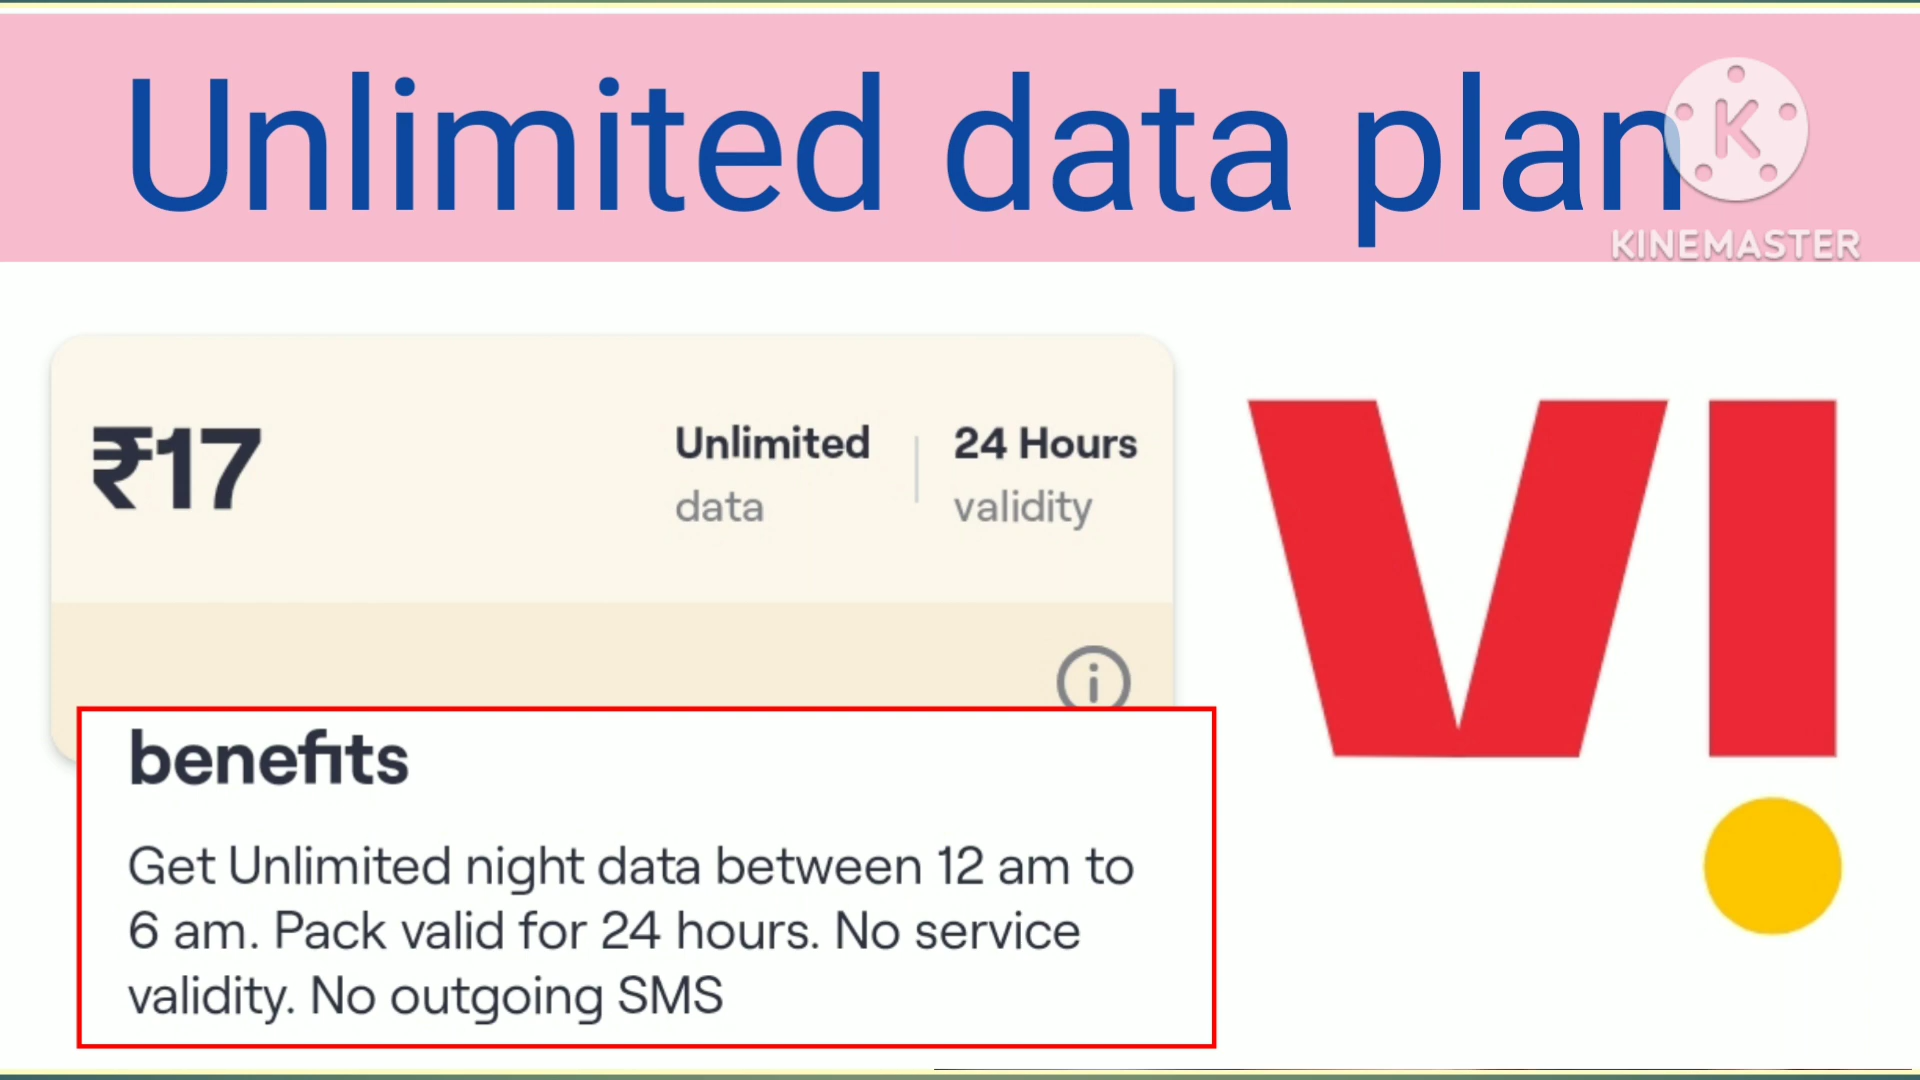 Unlimited data plan
K
KINEMASTER
₹17
Unlimited
data
24 Hours
validity
i
benefits
Get Unlimited night data between 12 am to
6 am. Pack valid for 24 hours. No service
validity. No outgoing SMS
VI